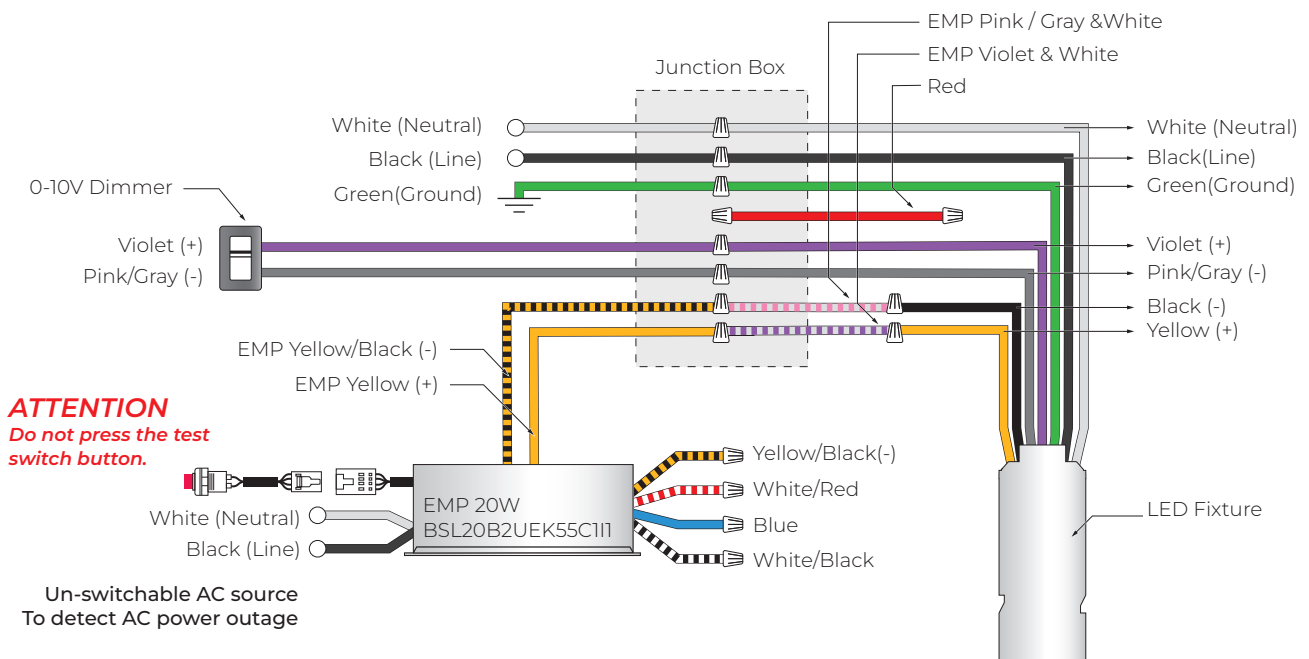 EMP Pink / Gray &White
EMP Violet & White
Red
Junction Box
White (Neutral)
Black (Line)
Green(Ground)
White (Neutral)
Black(Line)
Green(Ground)
0-10V Dimmer
Violet (+)
Pink/Gray (-)
Violet (+)
Pink/Gray (-)
Black (-)
Yellow (+)
EMP Yellow/Black (-)
EMP Yellow (+)
ATTENTION
Do not press the test
switch button.
EMP 20W
BSL20B2UEK55C1I1
White (Neutral)
Black (Line)
Yellow/Black(-)
White/Red
Blue
White/Black
LED Fixture
Un-switchable AC source
To detect AC power outage